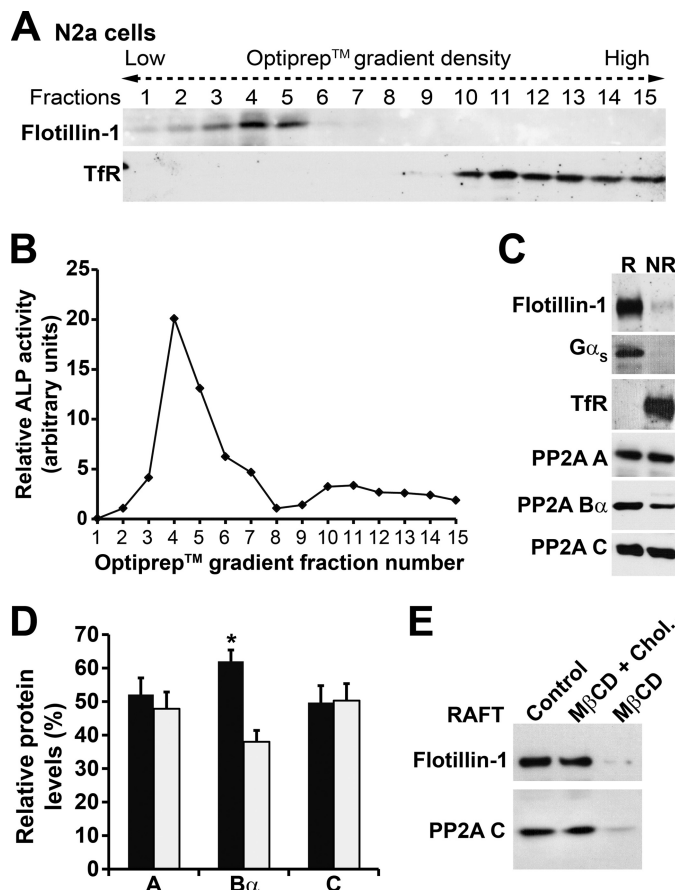 A N2a cells
Low Optiprep™ gradient density High
Fractions 1 2 3 4 5 6 7 8 9 10 11 12 13 14 15
Flotillin-1
TfR
B
Relative ALP activity
(arbitrary units)
25
20
15
10
5
0
1 2 3 4 5 6 7 8 9 10 11 12 13 14 15
Optiprep™ gradient fraction number
C
R NR
Flotillin-1
Gαs
TfR
PP2A A
PP2A Bα
PP2A C
D
Relative protein
levels (%)
70
60
50
40
30
20
10
0
*
A Bα C
E
RAFT Control MβCD + Chol. MβCD
Flotillin-1
PP2A C